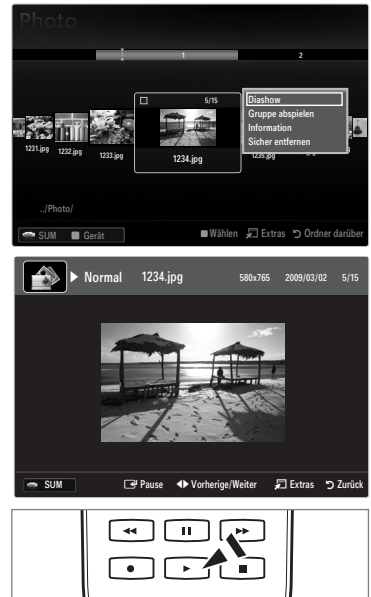 Photo
1 2
5/15
1231.jpg 1232.jpg 1233.jpg 1234.jpg 1235.jpg
Diashow
Gruppe abspielen
Information
Sicher entfernen
../Photo/
SUM Gerät Wählen Extras Ordner darüber
Normal 1234.jpg 580x765 2009/03/02 5/15
SUM Pause Vorherige/Weiter Extras Zurück